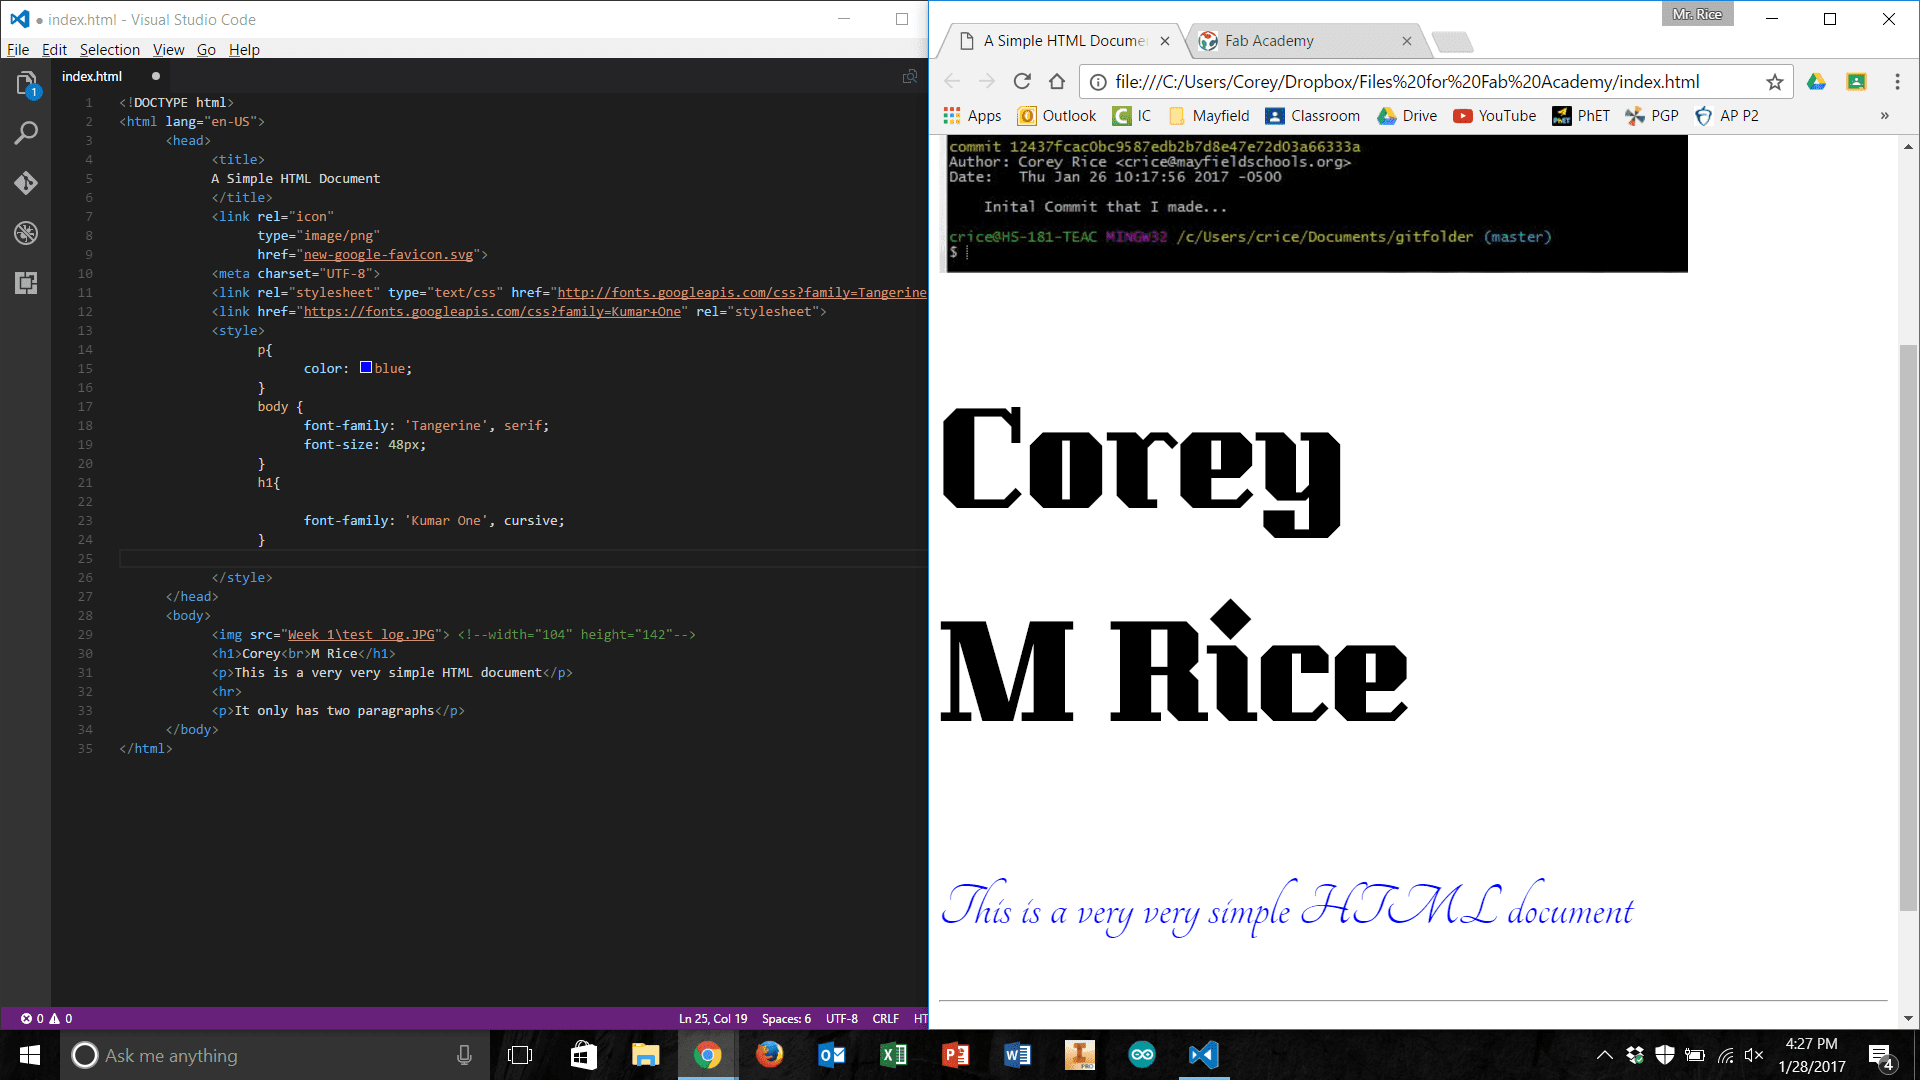 index.html - Visual Studio Code
File Edit Selection View Go Help
index.html
1
1 <!DOCTYPE html>
2 <html lang="en-US">
3 <head>
4 <title>
5 A Simple HTML Document
6 </title>
7 <link rel="icon"
8 type="image/png"
9 href="new-google-favicon.svg">
10 <meta charset="UTF-8">
11 <link rel="stylesheet" type="text/css" href="http://fonts.googleapis.com/css?family=Tangerine
12 <link href="https://fonts.googleapis.com/css?family=Kumar+One" rel="stylesheet">
13 <style>
14 p{
15 color: blue;
16 }
17 body {
18 font-family: 'Tangerine', serif;
19 font-size: 48px;
20 }
21 h1{
22
23 font-family: 'Kumar One', cursive;
24 }
25
26 </style>
27 </head>
28 <body>
29 <img src="Week 1\test log.JPG"> <!--width="104" height="142"-->
30 <h1>Corey<br>M Rice</h1>
31 <p>This is a very very simple HTML document</p>
32 <hr>
33 <p>It only has two paragraphs</p>
34 </body>
35 </html>
0 0 Ln 25, Col 19 Spaces: 6 UTF-8 CRLF HT
Mr. Rice
A Simple HTML Docume Fab Academy
file:///C:/Users/Corey/Dropbox/Files%20for%20Fab%20Academy/index.html
Apps Outlook IC Mayfield Classroom Drive YouTube PhET PGP AP P2 »
commit 12437fcac0bc9587edb2b7d8e47e72d03a66333a
Author: Corey Rice <crice@mayfieldschools.org>
Date: Thu Jan 26 10:17:56 2017 -0500
Inital Commit that I made...
crice@HS-181-TEAC MINGW32 /c/Users/crice/Documents/gitfolder (master)
$
Corey
M Rice
This is a very very simple HTML document
Ask me anything
4:27 PM
1/28/2017
4